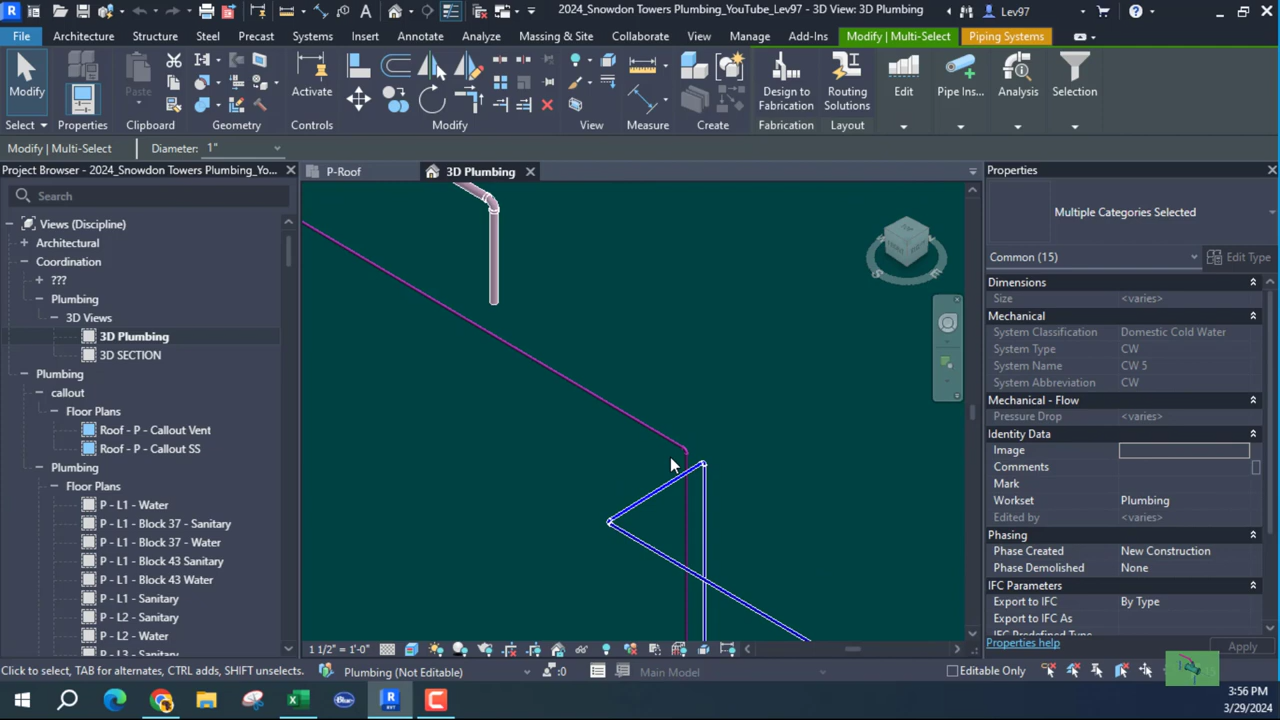 2024_Snowdon Towers Plumbing_YouTube_Lev97 - 3D View: 3D Plumbing
Lev97
File
Architecture
Structure
Steel
Precast
Systems
Insert
Annotate
Analyze
Massing & Site
Collaborate
View
Manage
Add-Ins
Modify | Multi-Select
Piping Systems
Modify
Paste
Activate
Design to
Fabrication
Routing
Solutions
Edit
Pipe Ins...
Analysis
Selection
Select
Properties
Clipboard
Geometry
Controls
Modify
View
Measure
Create
Fabrication
Layout
Modify | Multi-Select
Diameter: 1"
Project Browser - 2024_Snowdon Towers Plumbing_Yo...
P-Roof
3D Plumbing
Properties
Search
Views (Discipline)
Architectural
Coordination
???
Plumbing
3D Views
3D Plumbing
3D SECTION
Plumbing
callout
Floor Plans
Roof - P - Callout Vent
Roof - P - Callout SS
Plumbing
Floor Plans
P - L1 - Water
P - L1 - Block 37 - Sanitary
P - L1 - Block 37 - Water
P - L1 - Block 43 Sanitary
P - L1 - Block 43 Water
P - L1 - Sanitary
P - L2 - Sanitary
P - L2 - Water
P - L3 - Sanitary
Multiple Categories Selected
Common (15)
Edit Type
Dimensions
Size <varies>
Mechanical
System Classification Domestic Cold Water
System Type CW
System Name CW 5
System Abbreviation CW
Mechanical - Flow
Pressure Drop <varies>
Identity Data
Image
Comments
Mark
Workset Plumbing
Edited by <varies>
Phasing
Phase Created New Construction
Phase Demolished None
IFC Parameters
Export to IFC By Type
Export to IFC As
IFC Predefined Type
Properties help
Apply
1 1/2" = 1'-0"
Click to select, TAB for alternates, CTRL adds, SHIFT unselects.
Plumbing (Not Editable)
:0
Main Model
Editable Only
3:56 PM
3/29/2024